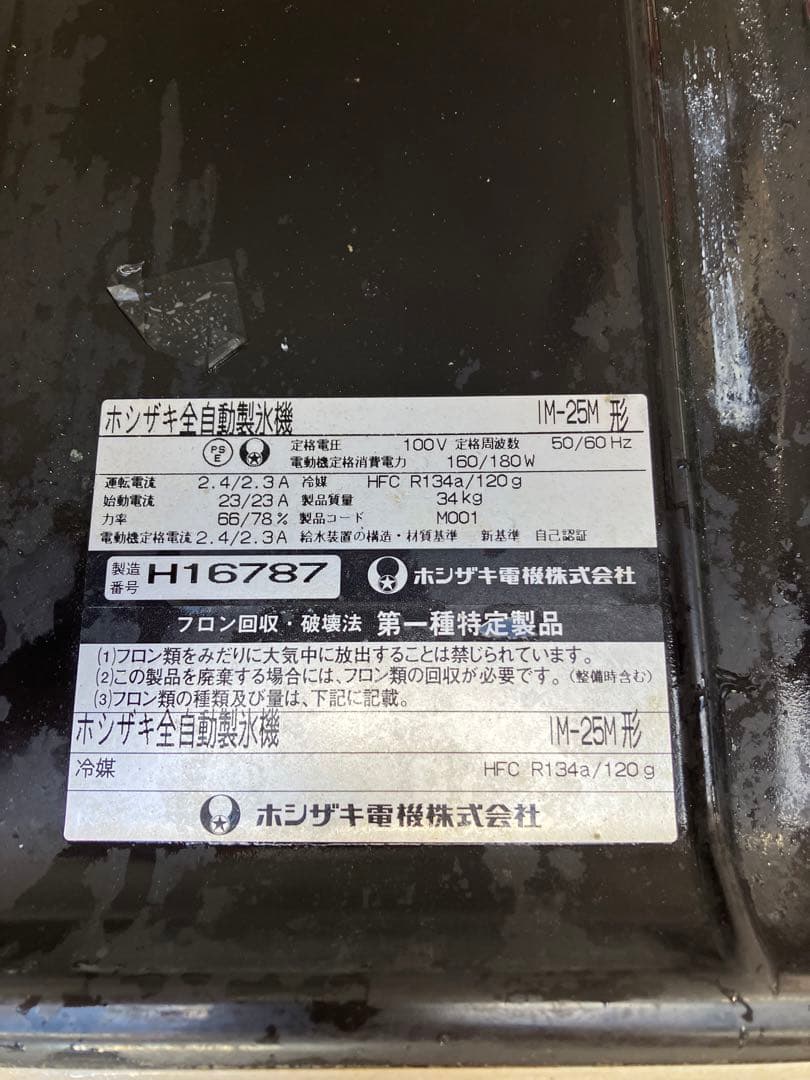 ホシザキ全自動製氷機 IM-25M 形
PS E 定格電圧 100V 定格周波数 50/60Hz
電動機定格消費電力 160/180W
運転電流 2.4/2.3A 冷媒 HFC R134a/120g
始動電流 23/23A 製品質量 34kg
力率 66/78% 製品コード M001
電動機定格電流 2.4/2.3A 給水装置の構造・材質基準 新基準 自己認証
製造番号 H16787 ホシザキ電機株式会社
フロン回収・破壊法 第一種特定製品
(1)フロン類をみだりに大気中に放出することは禁じられています。
(2)この製品を廃棄する場合には、フロン類の回収が必要です。(整備時含む)
(3)フロン類の種類及び量は、下記に記載。
ホシザキ全自動製氷機 IM-25M 形
冷媒 HFC R134a/120g
ホシザキ電機株式会社